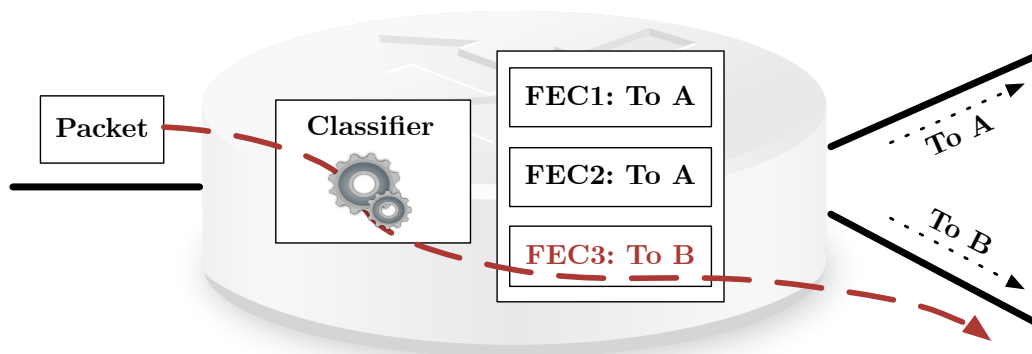 Packet
Classifier
FEC1: To A
FEC2: To A
FEC3: To B
To A
To B